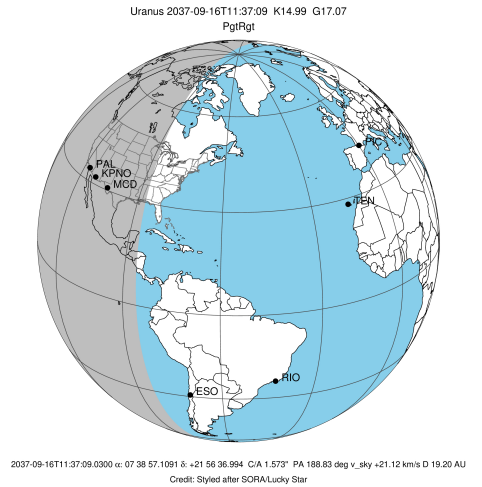 Uranus 2037-09-16T11:37:09  K14.99  G17.07
PgtRgt
PIC
PAL
KPNO
MCD
iTEN
RIO
ESO
2037-09-16T11:37:09.0300 α: 07 38 57.1091 δ: +21 56 36.994  C/A 1.573"  PA 188.83 deg v_sky +21.12 km/s D 19.20 AU
Credit: Styled after SORA/Lucky Star